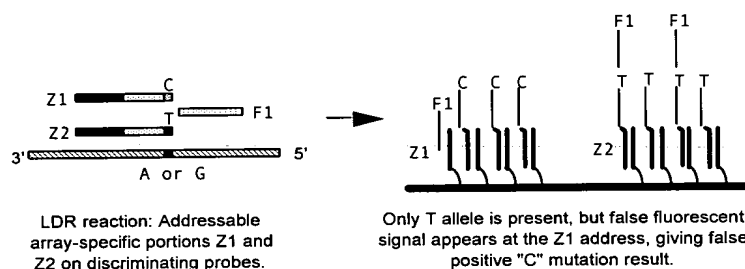 F1 F1
C C C C T T T T
Z1 T F1 F1
Z2 Z1 Z2
3' 5'
A or G
LDR reaction: Addressable
array-specific portions Z1 and
Z2 on discriminating probes.
Only T allele is present, but false fluorescent
signal appears at the Z1 address, giving false
positive "C" mutation result.